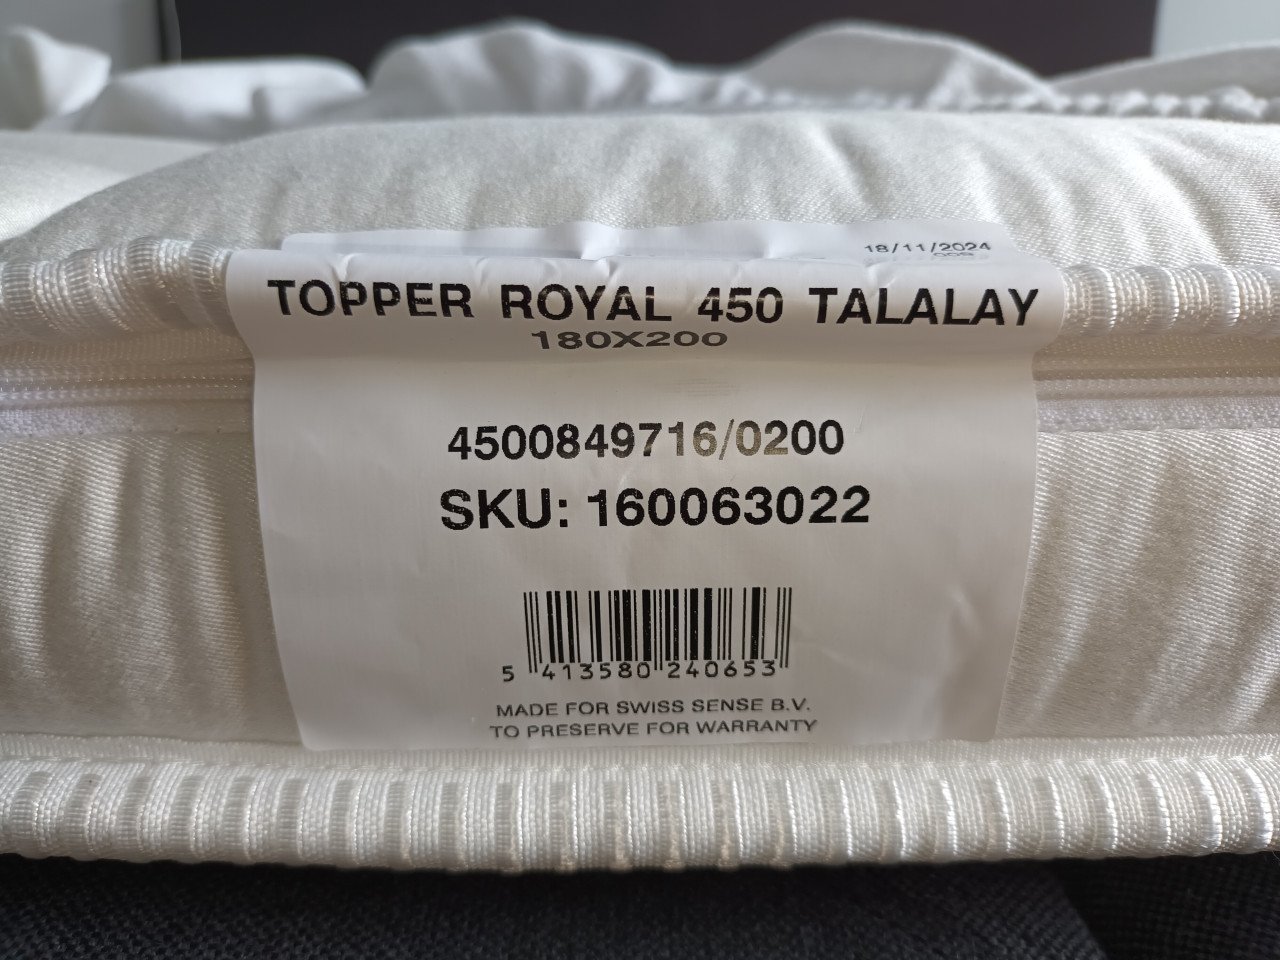 18/11/2024
TOPPER ROYAL 450 TALALAY
180X200
4500849716/0200
SKU: 160063022
5 413580 240653
MADE FOR SWISS SENSE B.V.
TO PRESERVE FOR WARRANTY